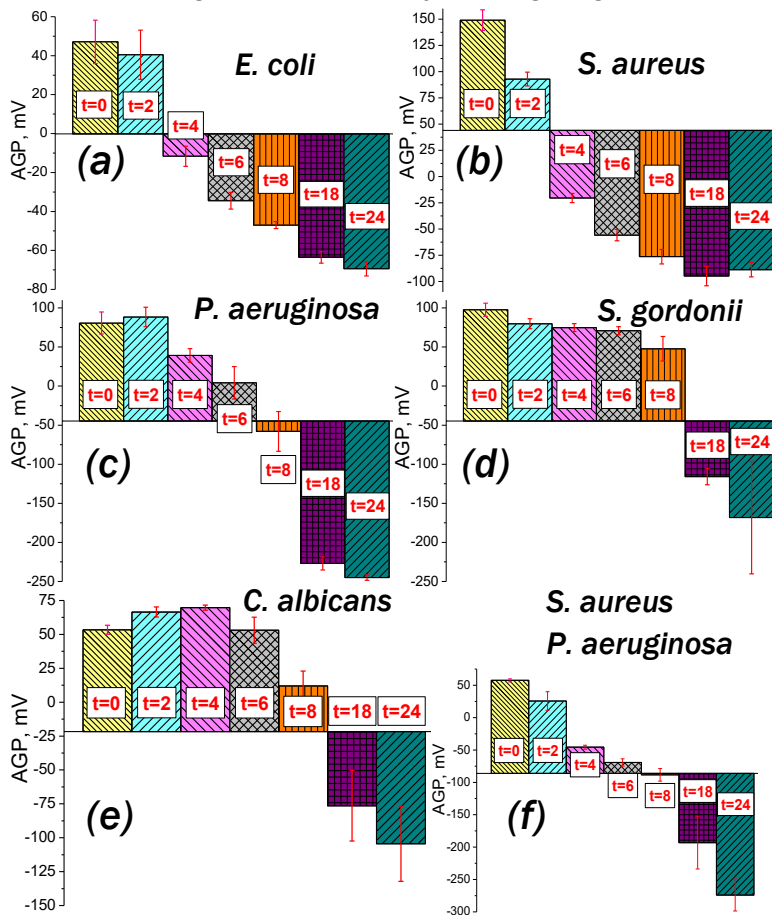 E. coli
AGP, mV
60
40
20
0
-20
-40
-60
-80
t=0
t=2
t=4
t=6
t=8
t=18
t=24
(a)
S. aureus
AGP, mV
150
125
100
75
50
25
0
-25
-50
-75
-100
t=0
t=2
t=4
t=6
t=8
t=18
t=24
(b)
P. aeruginosa
AGP, mV
100
50
0
-50
-100
-150
-200
-250
t=0
t=2
t=4
t=6
t=8
t=18
t=24
(c)
S. gordonii
AGP, mV
100
50
0
-50
-100
-150
-200
-250
t=0
t=2
t=4
t=6
t=8
t=18
t=24
(d)
C. albicans
AGP, mV
75
50
25
0
-25
-50
-75
-100
-125
-150
t=0
t=2
t=4
t=6
t=8
t=18
t=24
(e)
S. aureus
P. aeruginosa
AGP, mV
50
0
-50
-100
-150
-200
-250
-300
t=0
t=2
t=4
t=6
t=8
t=18
t=24
(f)